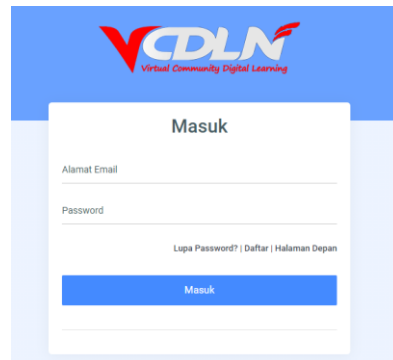 VCDLN
Virtual Community Digital Learning
Masuk
Alamat Email
Password
Lupa Password? | Daftar | Halaman Depan
Masuk